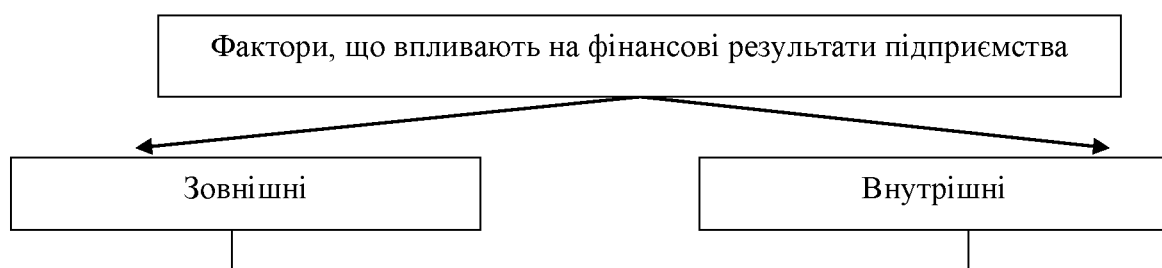 Фактори, що впливають на фінансові результати підприємства
Зовнішні
Внутрішні